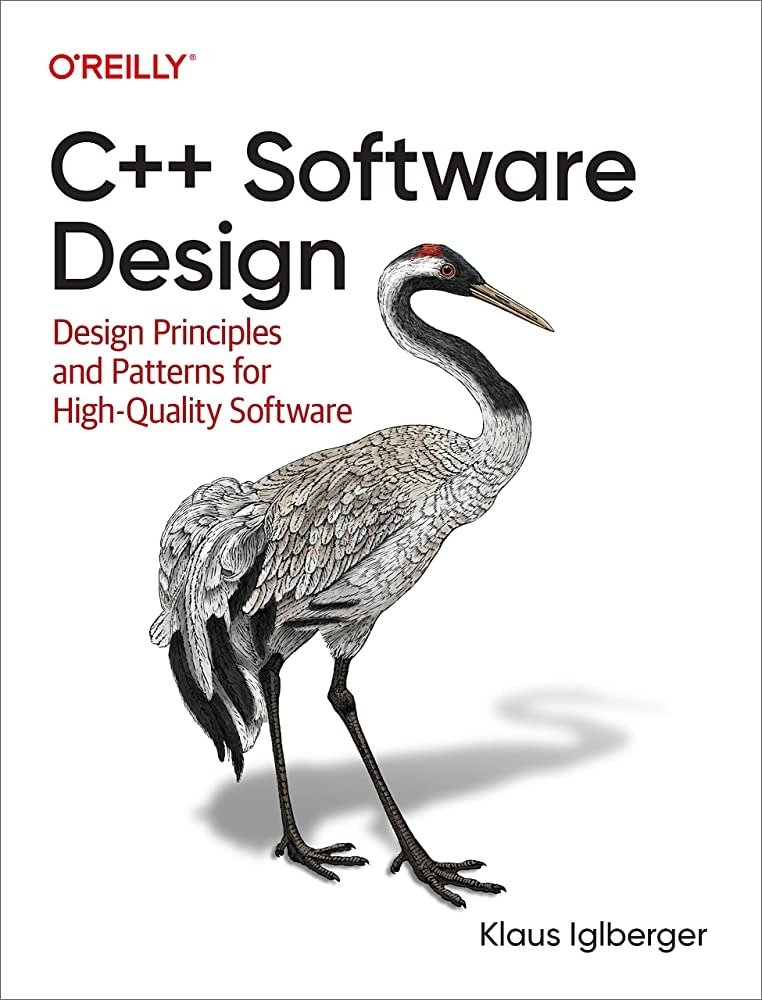 O'REILLY®
C++ Software
Design
Design Principles
and Patterns for
High-Quality Software
Klaus Iglberger